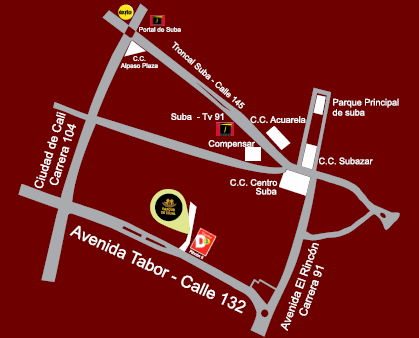 éxito
Portal de Suba
C.C.
Alpaso Plaza
Troncal Suba - Calle 145
Parque Principal
de suba
Suba - Tv 91
C.C. Acuarela
Compensar
C.C. Subazar
C.C. Centro
Suba
Ciudad de Cali
Carrera 104
Avenida Tabor - Calle 132
Avenida El Rincón
Carrera 91